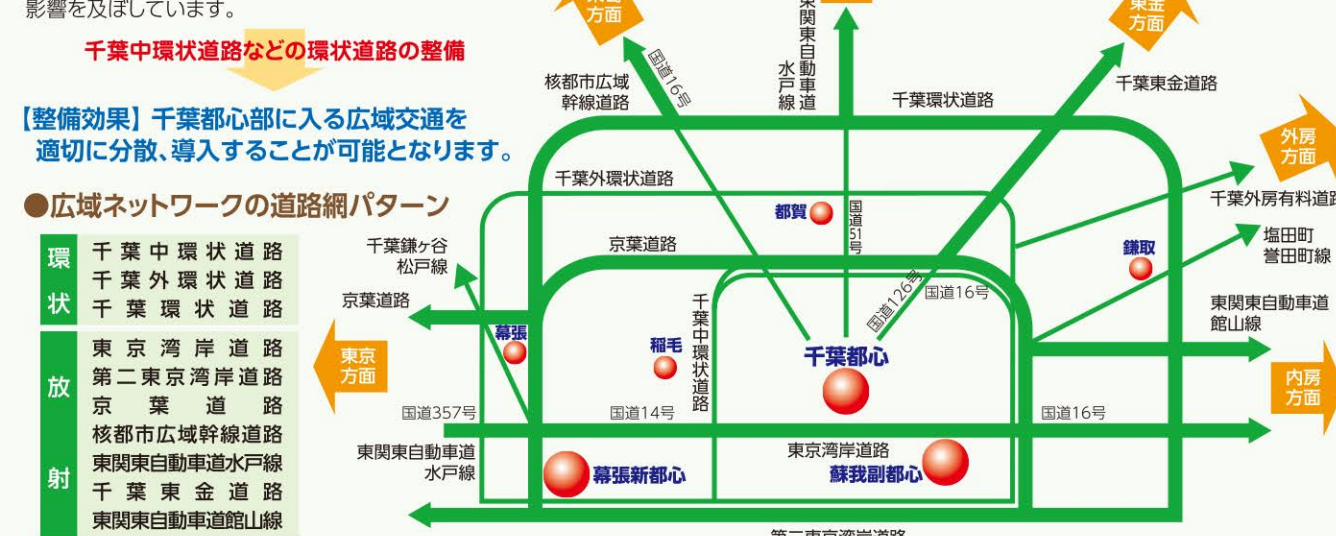 影響を及ぼしています。
千葉中環状道路などの環状道路の整備
【整備効果】千葉都心部に入る広域交通を
適切に分散、導入することが可能となります。
●広域ネットワークの道路網パターン
環状
千葉中環状道路
千葉外環状道路
千葉環状道路
放射
東京湾岸道路
第二東京湾岸道路
京葉道路
核都市広域幹線道路
東関東自動車道水戸線
千葉東金道路
東関東自動車道館山線
方面
東関東自動車道
水戸線
東金
方面
国道16号
核都市広域
幹線道路
千葉環状道路
千葉東金道路
外房
方面
千葉外環状道路
千葉外房有料道路
都賀
国道51号
塩田町
誉田町線
千葉鎌ヶ谷
松戸線
京葉道路
鎌取
国道126号
国道16号
京葉道路
東関東自動車道
館山線
幕張
稲毛
千葉中環状道路
千葉都心
東京
方面
内房
方面
国道357号
国道14号
国道16号
東関東自動車道
水戸線
東京湾岸道路
幕張新都心
蘇我副都心
第二東京湾岸道路